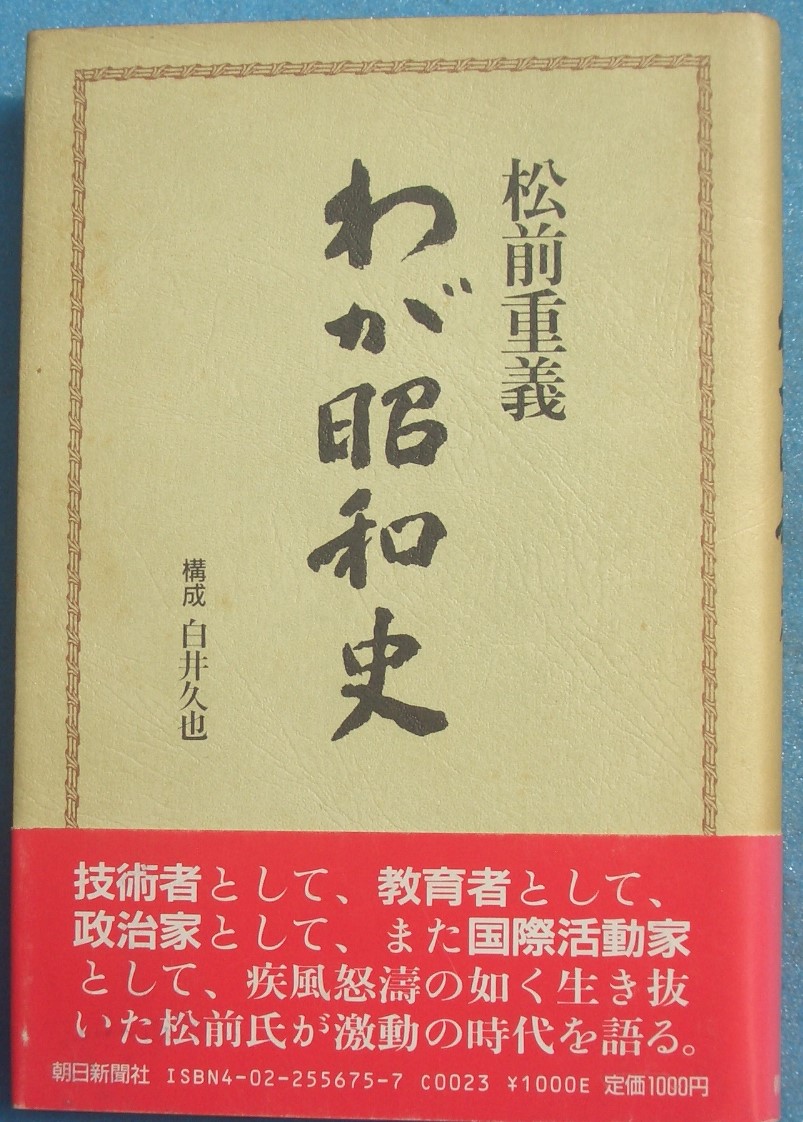 松前重義
わが昭和史
構成 白井久也
技術者として、教育者として、
政治家として、また国際活動家
として、疾風怒濤の如く生き抜
いた松前氏が激動の時代を語る。
朝日新聞社 ISBN4-02-255675-7 C0023 ¥1000E 定価1000円